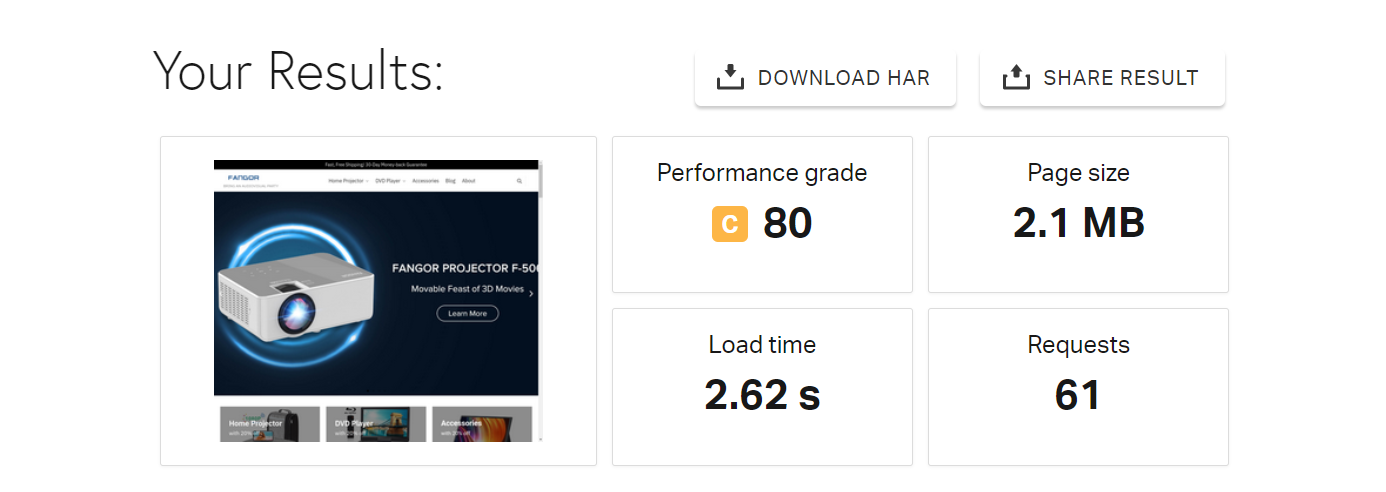 Your Results:
DOWNLOAD HAR
SHARE RESULT
Fast, Free Shipping; 30-Day Money-back Guarantee
FANGOR
Home Projector
DVD Player
Accessories
Blog
About
FANGOR PROJECTOR F-50
Movable Feast of 3D Movies
Learn More
Home Projector
with 20% off
DVD Player
with 20% off
Accessories
with 10% off
Performance grade
C 80
Page size
2.1 MB
Load time
2.62 s
Requests
61